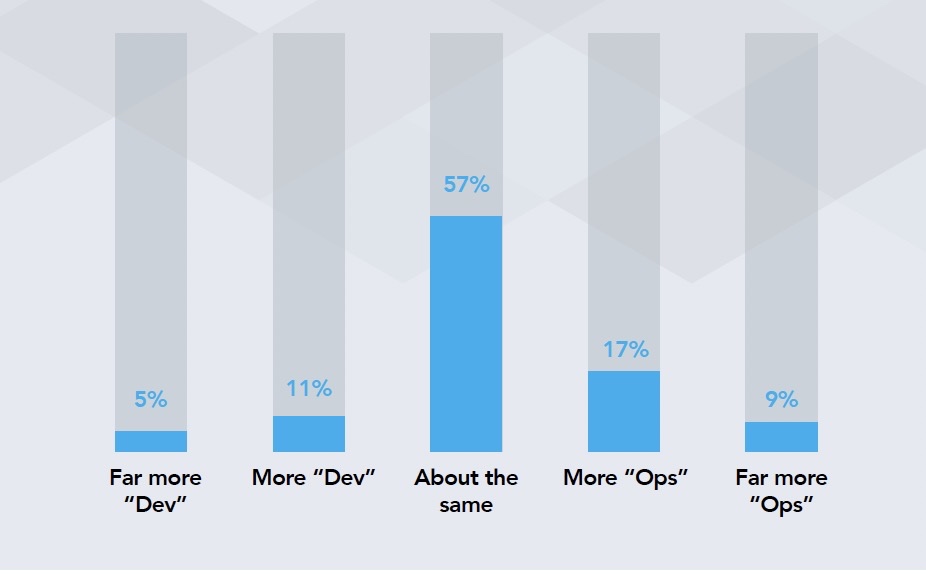 57%
17%
11%
5%
9%
Far more
“Dev”
More “Dev”
About the
same
More “Ops”
Far more
“Ops”